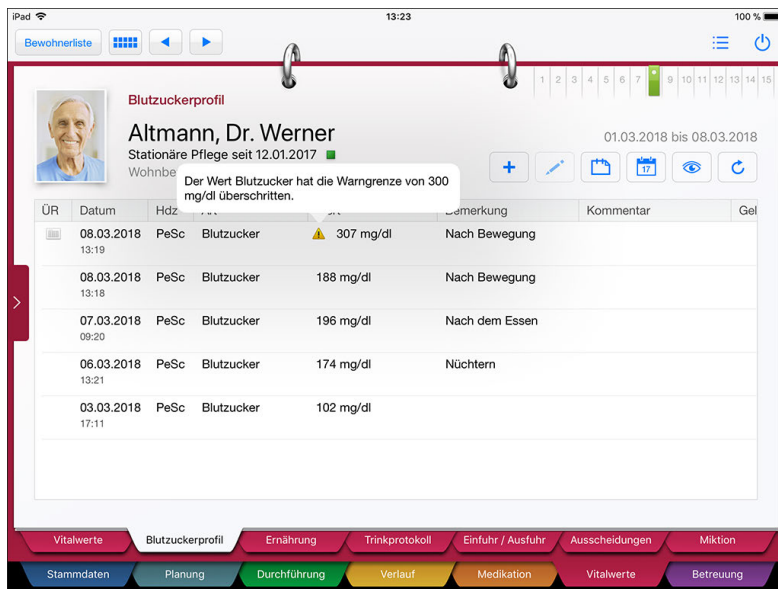 iPad 13:23 100 %
Bewohnerliste
1 2 3 4 5 6 7 9 10 11 12 13 14 15
Blutzuckerprofil
Altmann, Dr. Werner
01.03.2018 bis 08.03.2018
Stationäre Pflege seit 12.01.2017
17
Der Wert Blutzucker hat die Warngrenze von 300
mg/dl überschritten.
ÜR Datum Hdz Bemerkung Kommentar
08.03.2018 PeSc Blutzucker 307 mg/dl Nach Bewegung
13:19
08.03.2018 PeSc Blutzucker 188 mg/dl Nach Bewegung
13:18
07.03.2018 PeSc Blutzucker 196 mg/dl Nach dem Essen
09:20
06.03.2018 PeSc Blutzucker 174 mg/dl Nüchtern
13:21
03.03.2018 PeSc Blutzucker 102 mg/dl
17:11
Vitalwerte Blutzuckerprofil Ernährung Trinkprotokoll Einfuhr / Ausfuhr Ausscheidungen Miktion
Stammdaten Planung Durchführung Verlauf Medikation Vitalwerte Betreuung